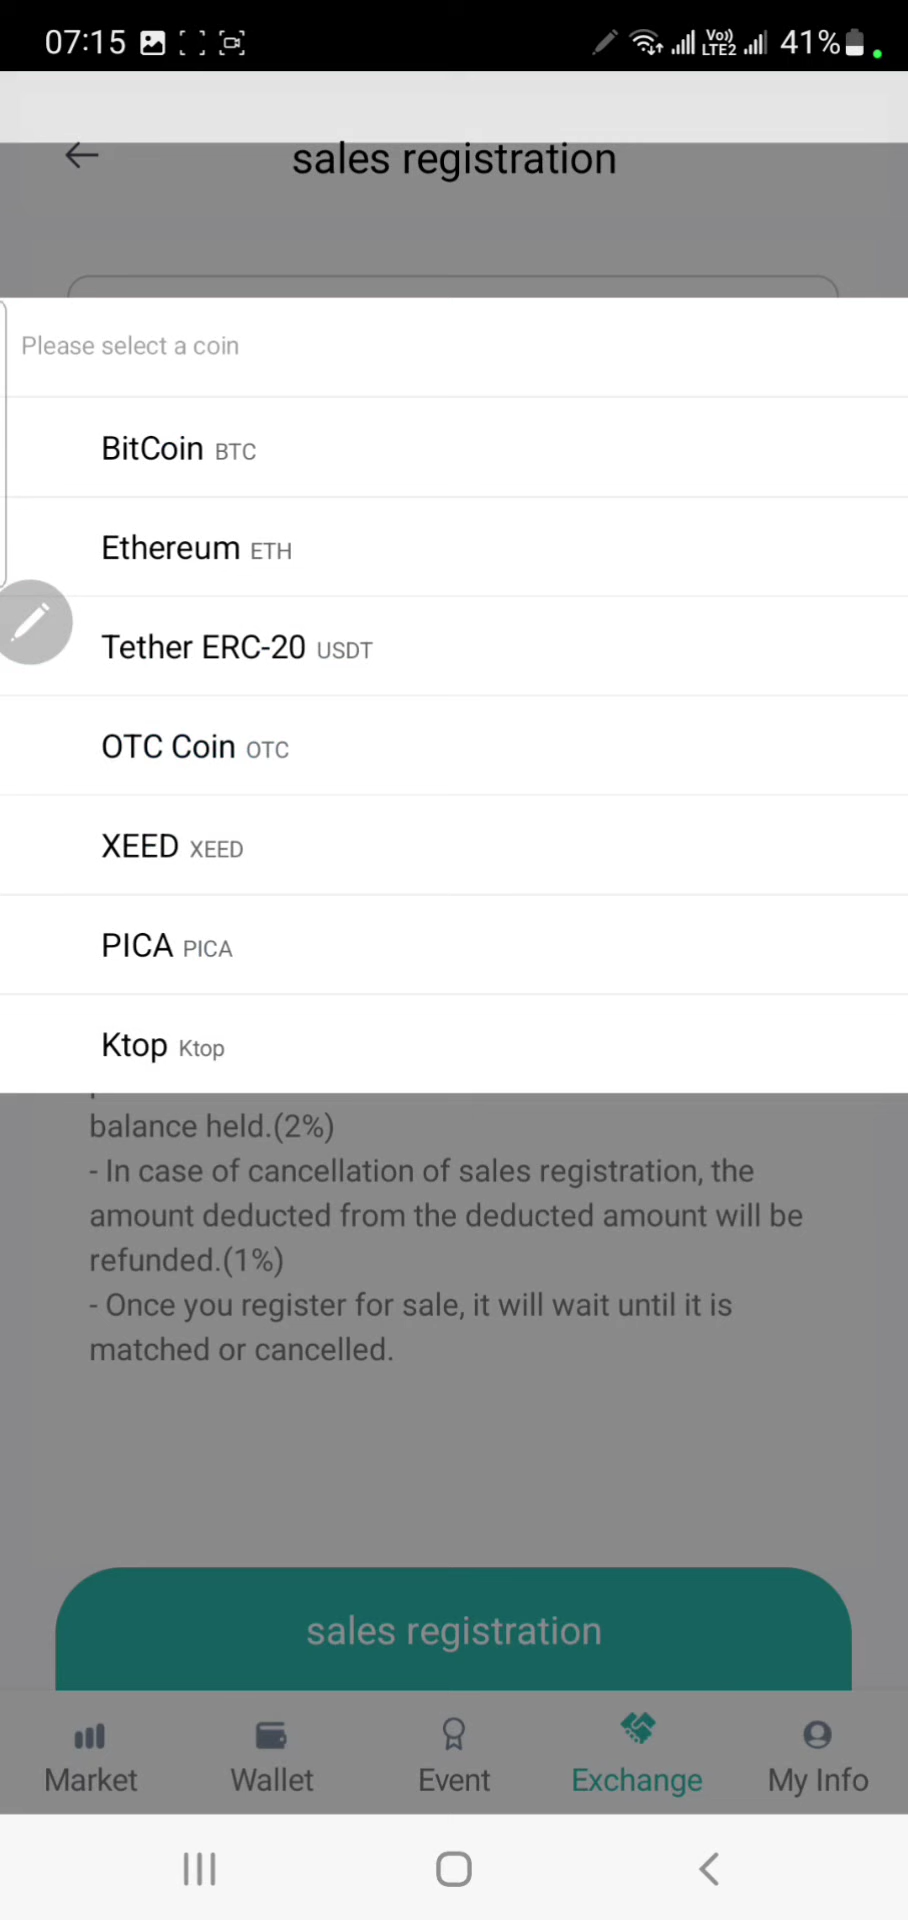 07:15
Vo))
LTE2
41%
sales registration
Please select a coin
BitCoin BTC
Ethereum ETH
Tether ERC-20 USDT
OTC Coin OTC
XEED XEED
PICA PICA
Ktop Ktop
balance held.(2%)
- In case of cancellation of sales registration, the
amount deducted from the deducted amount will be
refunded.(1%)
- Once you register for sale, it will wait until it is
matched or cancelled.
sales registration
Market
Wallet
Event
Exchange
My Info